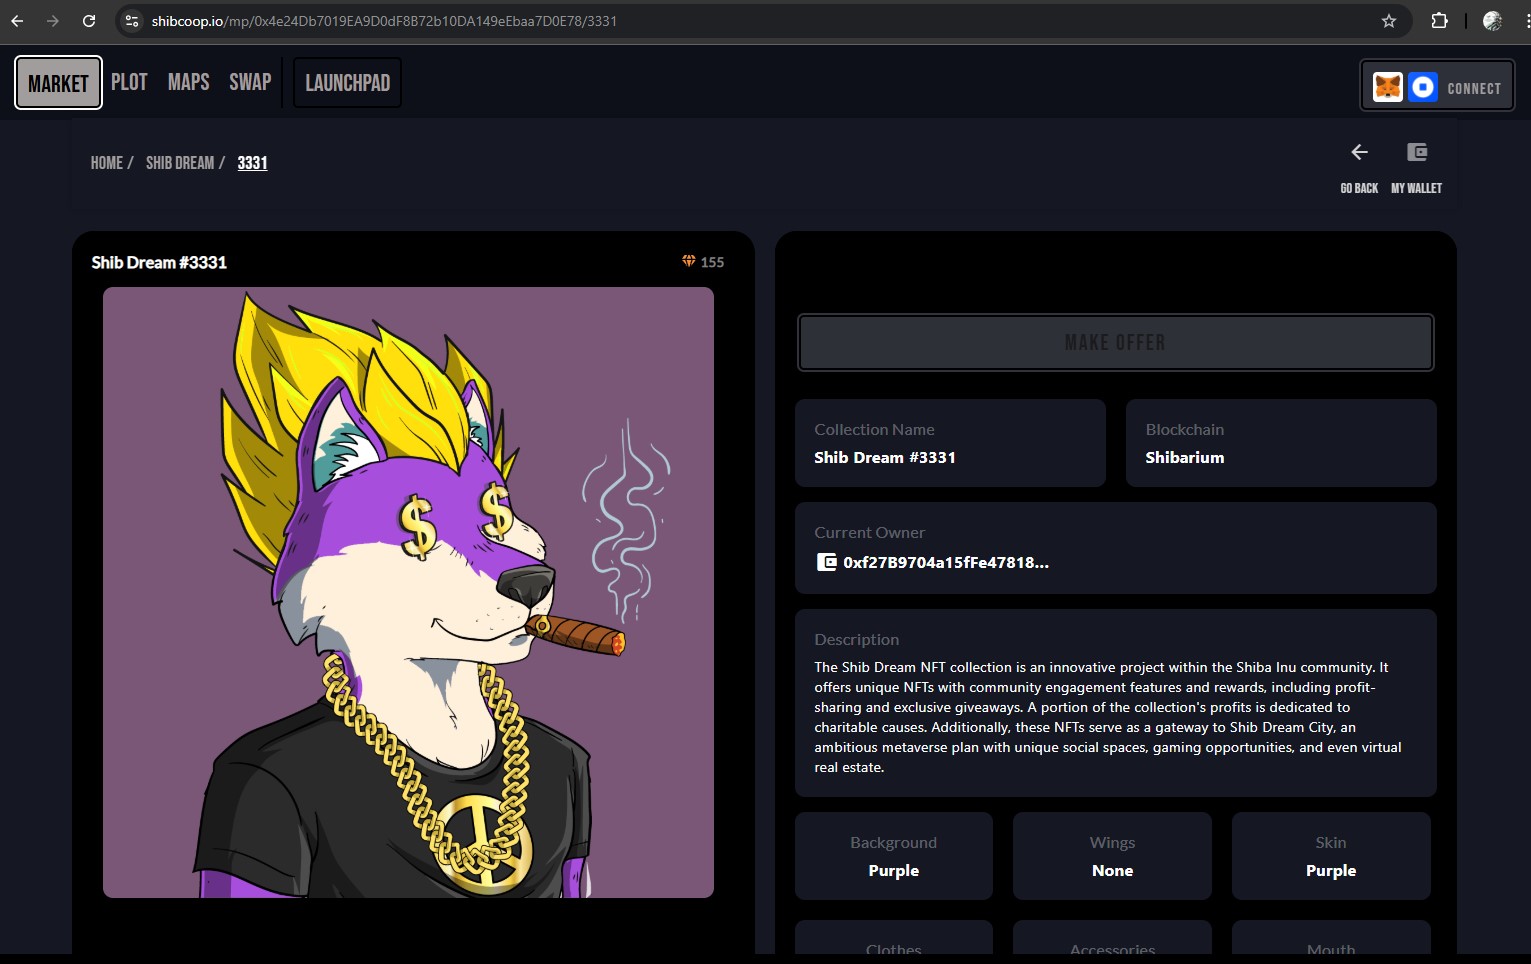 shibcoop.io/mp/0x4e24Db7019EA9D0dF8B72b10DA149eEbaa7D0E78/3331
MARKET PLOT MAPS SWAP LAUNCHPAD CONNECT
HOME / SHIB DREAM / 3331
GO BACK MY WALLET
Shib Dream #3331 155
MAKE OFFER
Collection Name
Shib Dream #3331
Blockchain
Shibarium
Current Owner
0xf27B9704a15fFe47818...
Description
The Shib Dream NFT collection is an innovative project within the Shiba Inu community. It
offers unique NFTs with community engagement features and rewards, including profit-
sharing and exclusive giveaways. A portion of the collection's profits is dedicated to
charitable causes. Additionally, these NFTs serve as a gateway to Shib Dream City, an
ambitious metaverse plan with unique social spaces, gaming opportunities, and even virtual
real estate.
Background
Purple
Wings
None
Skin
Purple
Clothes
Accessories
Mouth